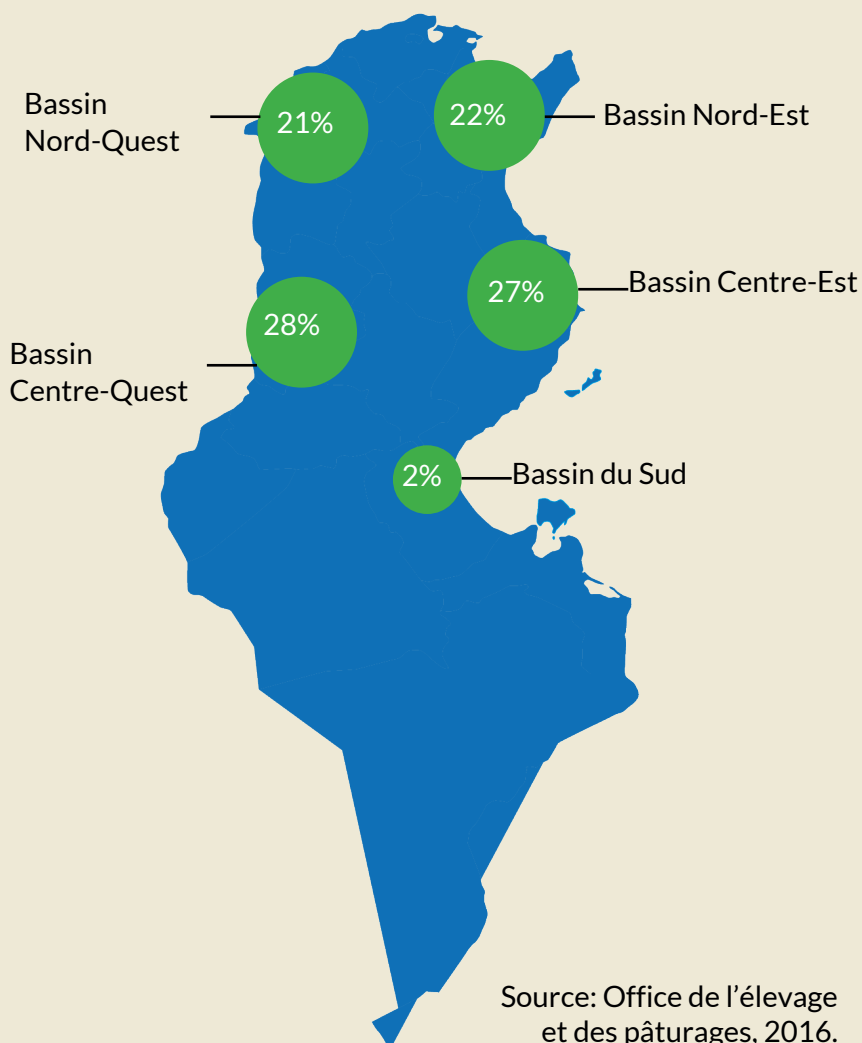 Bassin
Nord-Quest
21%
22%
Bassin Nord-Est
27%
Bassin Centre-Est
28%
Bassin
Centre-Quest
2%
Bassin du Sud
Source: Office de l’élevage
et des pâturages, 2016.